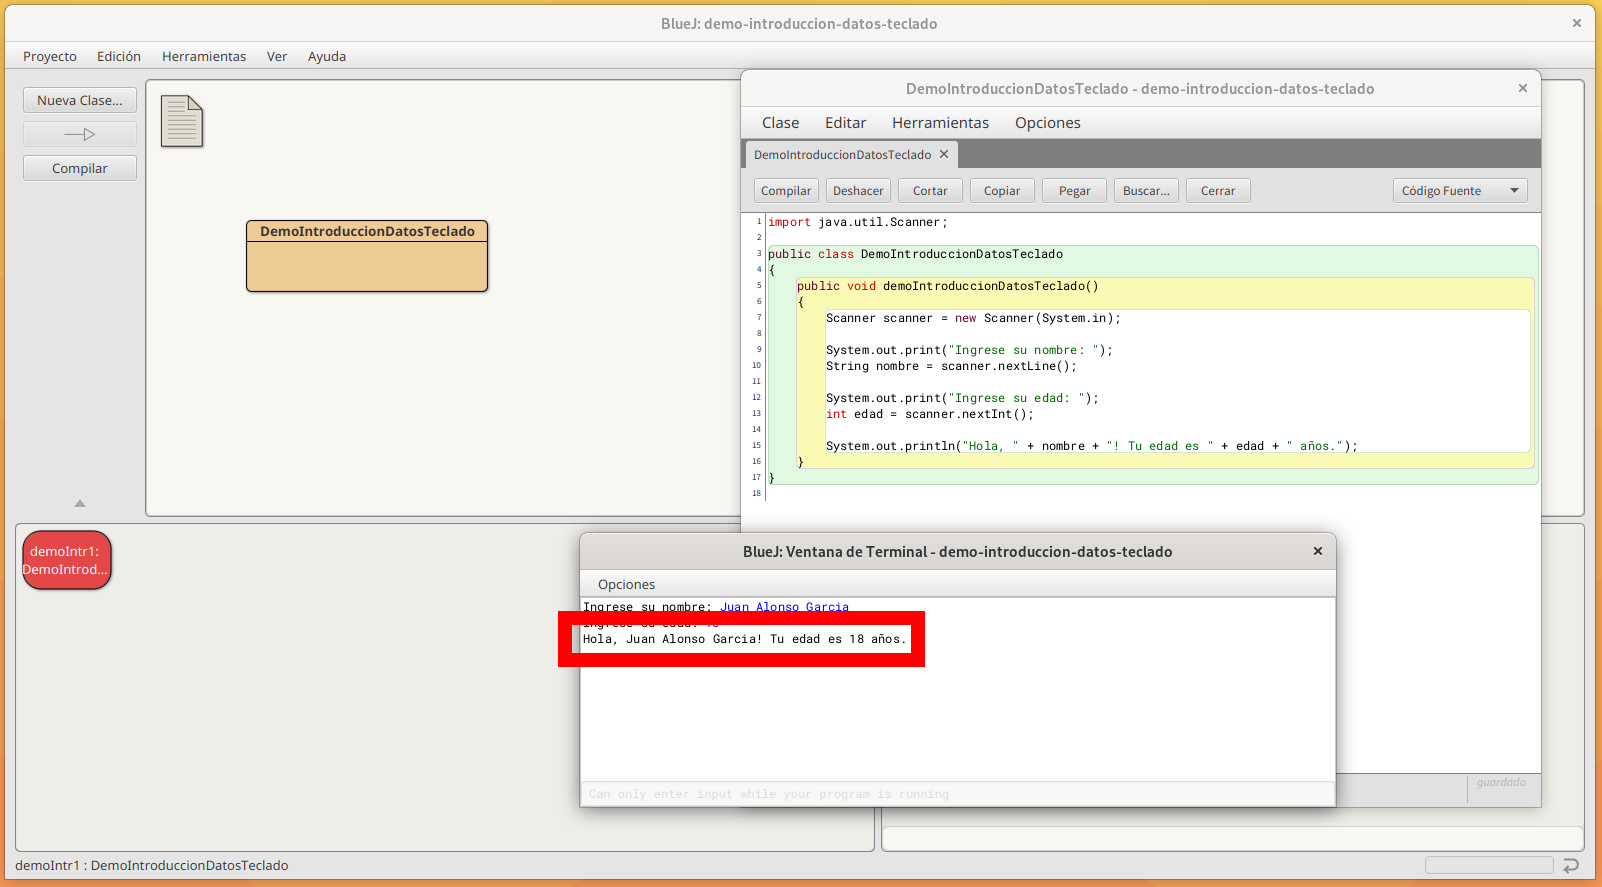 BlueJ: demo-introduccion-datos-teclado
Proyecto Edición Herramientas Ver Ayuda
Nueva Clase...
Compilar
DemoIntroduccionDatosTeclado
DemoIntroduccionDatosTeclado - demo-introduccion-datos-teclado
Clase Editar Herramientas Opciones
DemoIntroduccionDatosTeclado
Compilar Deshacer Cortar Copiar Pegar Buscar... Cerrar Código Fuente
1 import java.util.Scanner;
2
3 public class DemoIntroduccionDatosTeclado
4 {
5 public void demoIntroduccionDatosTeclado()
6 {
7 Scanner scanner = new Scanner(System.in);
8
9 System.out.print("Ingrese su nombre: ");
10 String nombre = scanner.nextLine();
11
12 System.out.print("Ingrese su edad: ");
13 int edad = scanner.nextInt();
14
15 System.out.println("Hola, " + nombre + "! Tu edad es " + edad + " años.");
16 }
17 }
18
demoIntr1:
DemoIntrod...
BlueJ: Ventana de Terminal - demo-introduccion-datos-teclado
Opciones
Ingrese su nombre: Juan Alonso Garcia
Ingrese su edad: 18
Hola, Juan Alonso Garcia! Tu edad es 18 años.
Can only enter input while your program is running
guardado
demoIntr1 : DemoIntroduccionDatosTeclado